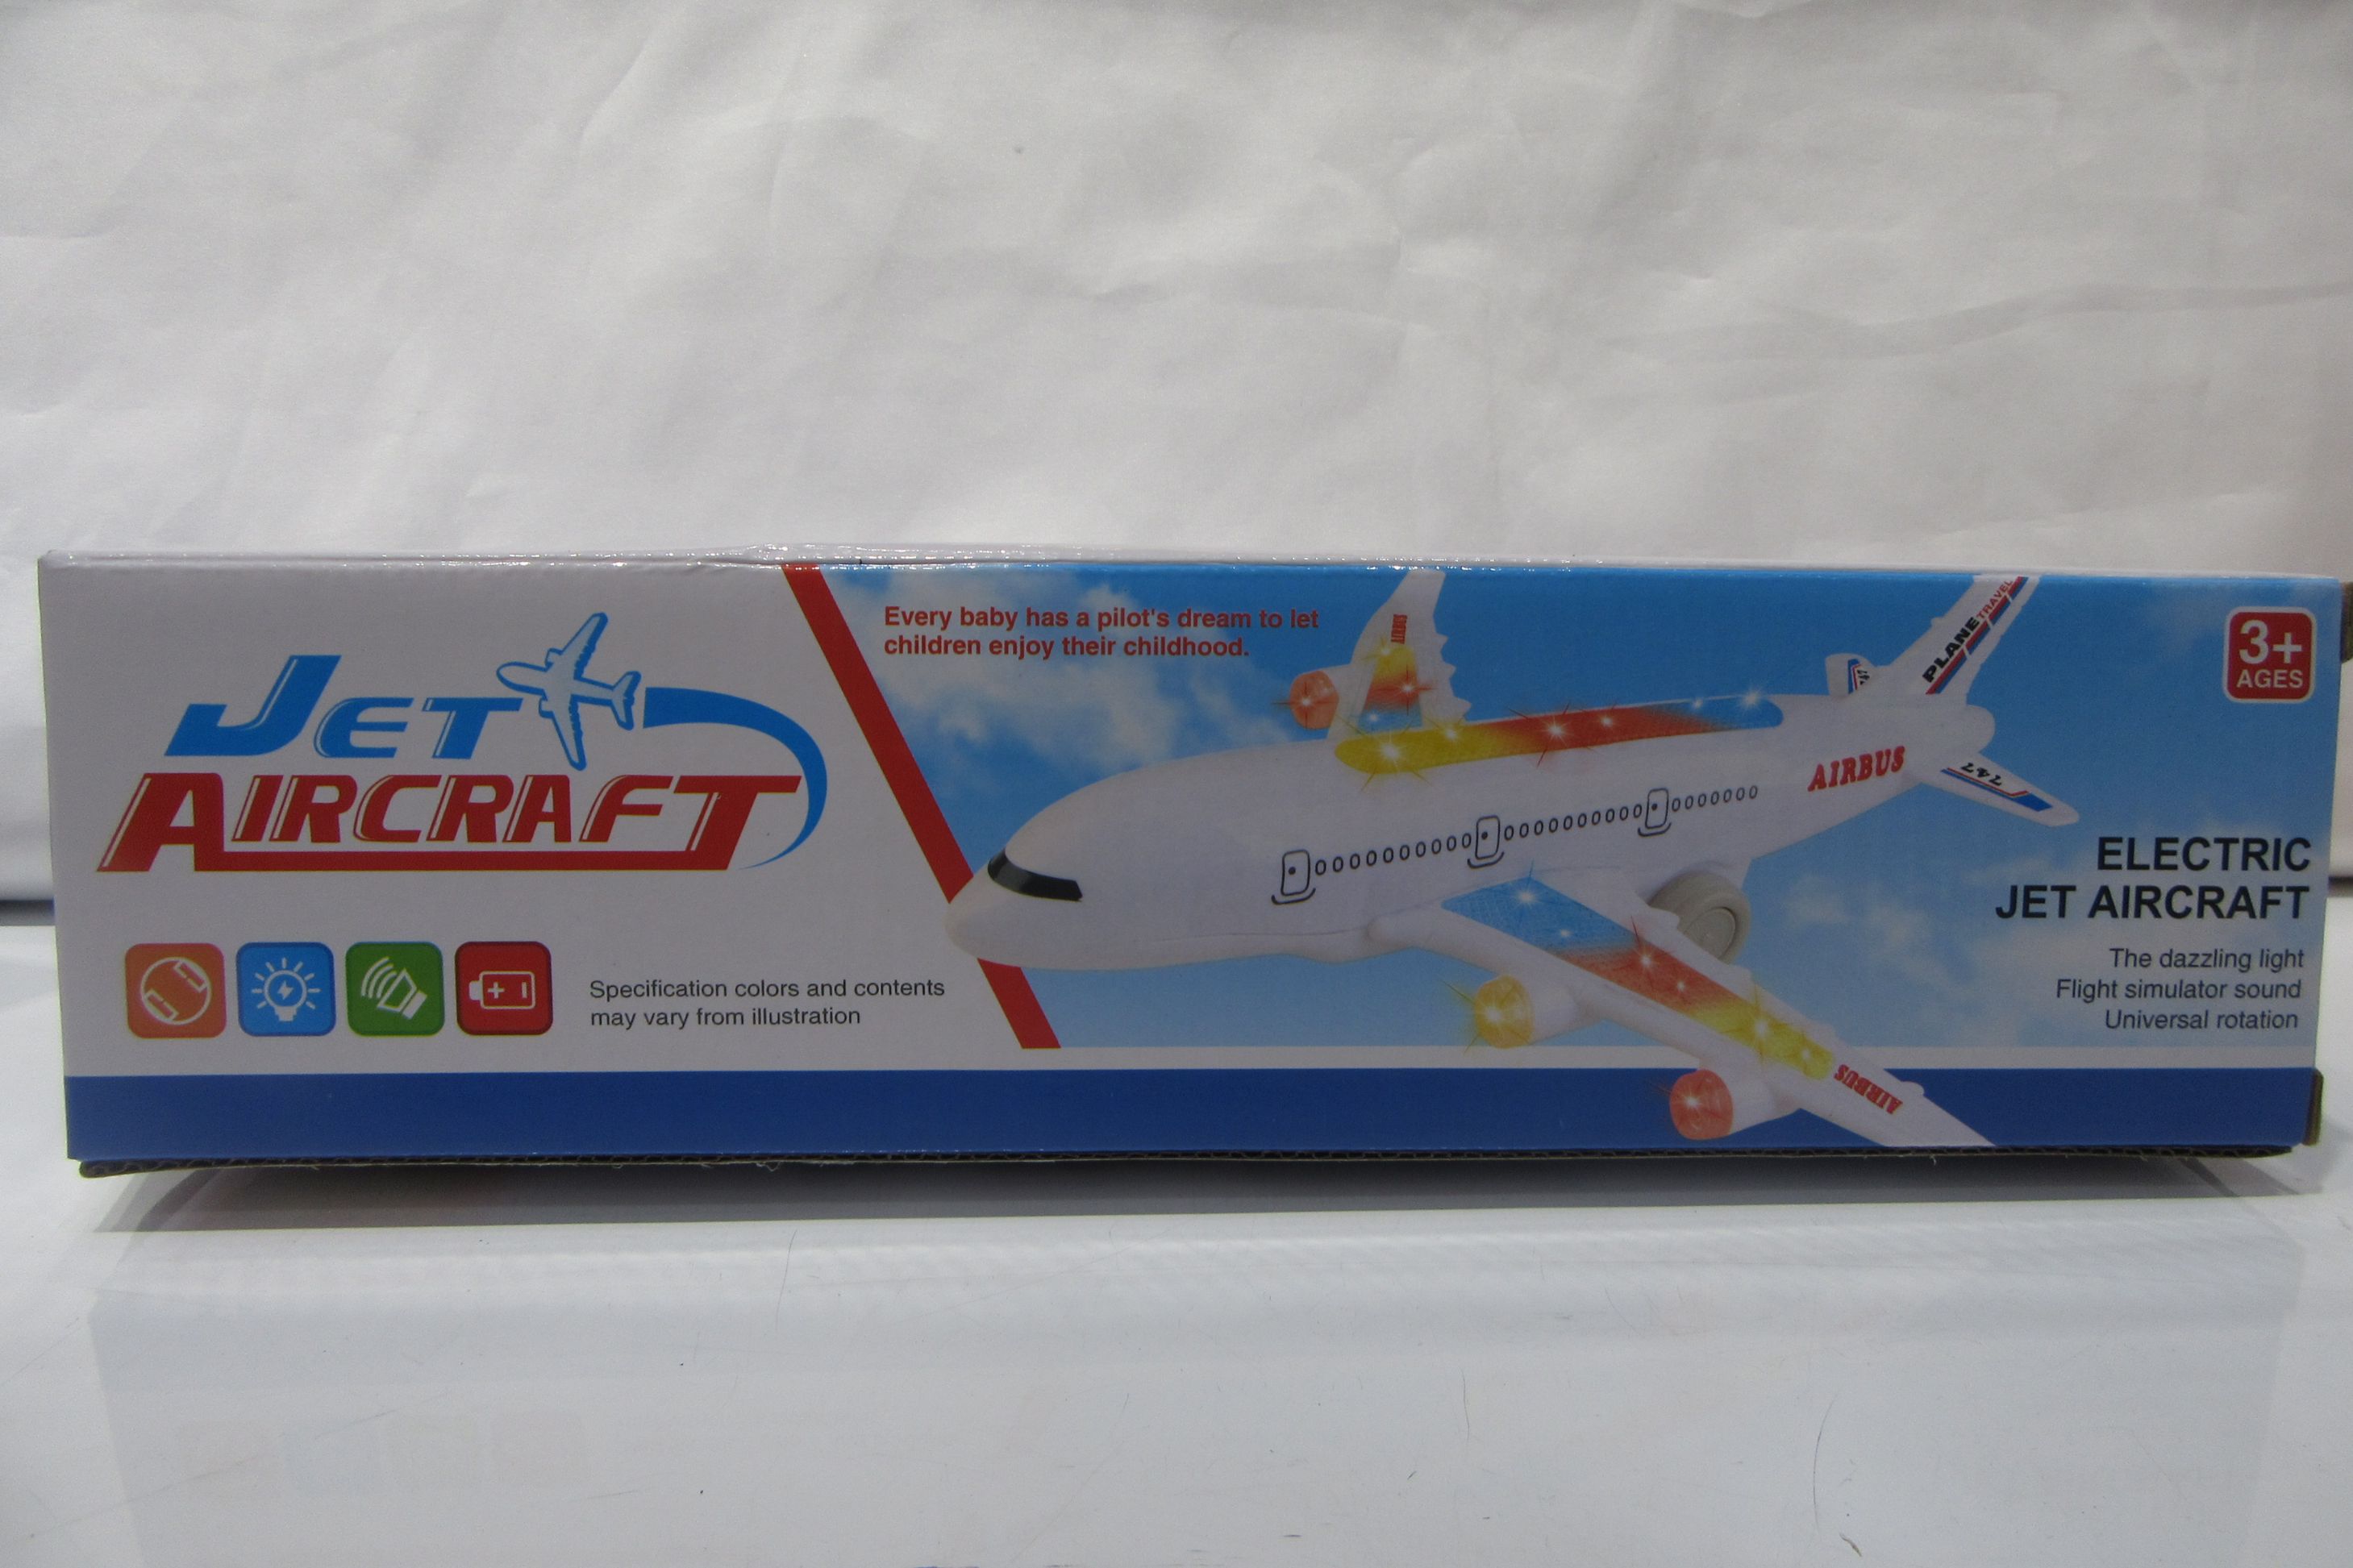 JET
AIRCRAFT
Specification colors and contents
may vary from illustration
Every baby has a pilot's dream to let
children enjoy their childhood.
AIRBUS
PLANE TRAVEL
AIRBUS
AIRBUS
3+
AGES
ELECTRIC
JET AIRCRAFT
The dazzling light
Flight simulator sound
Universal rotation